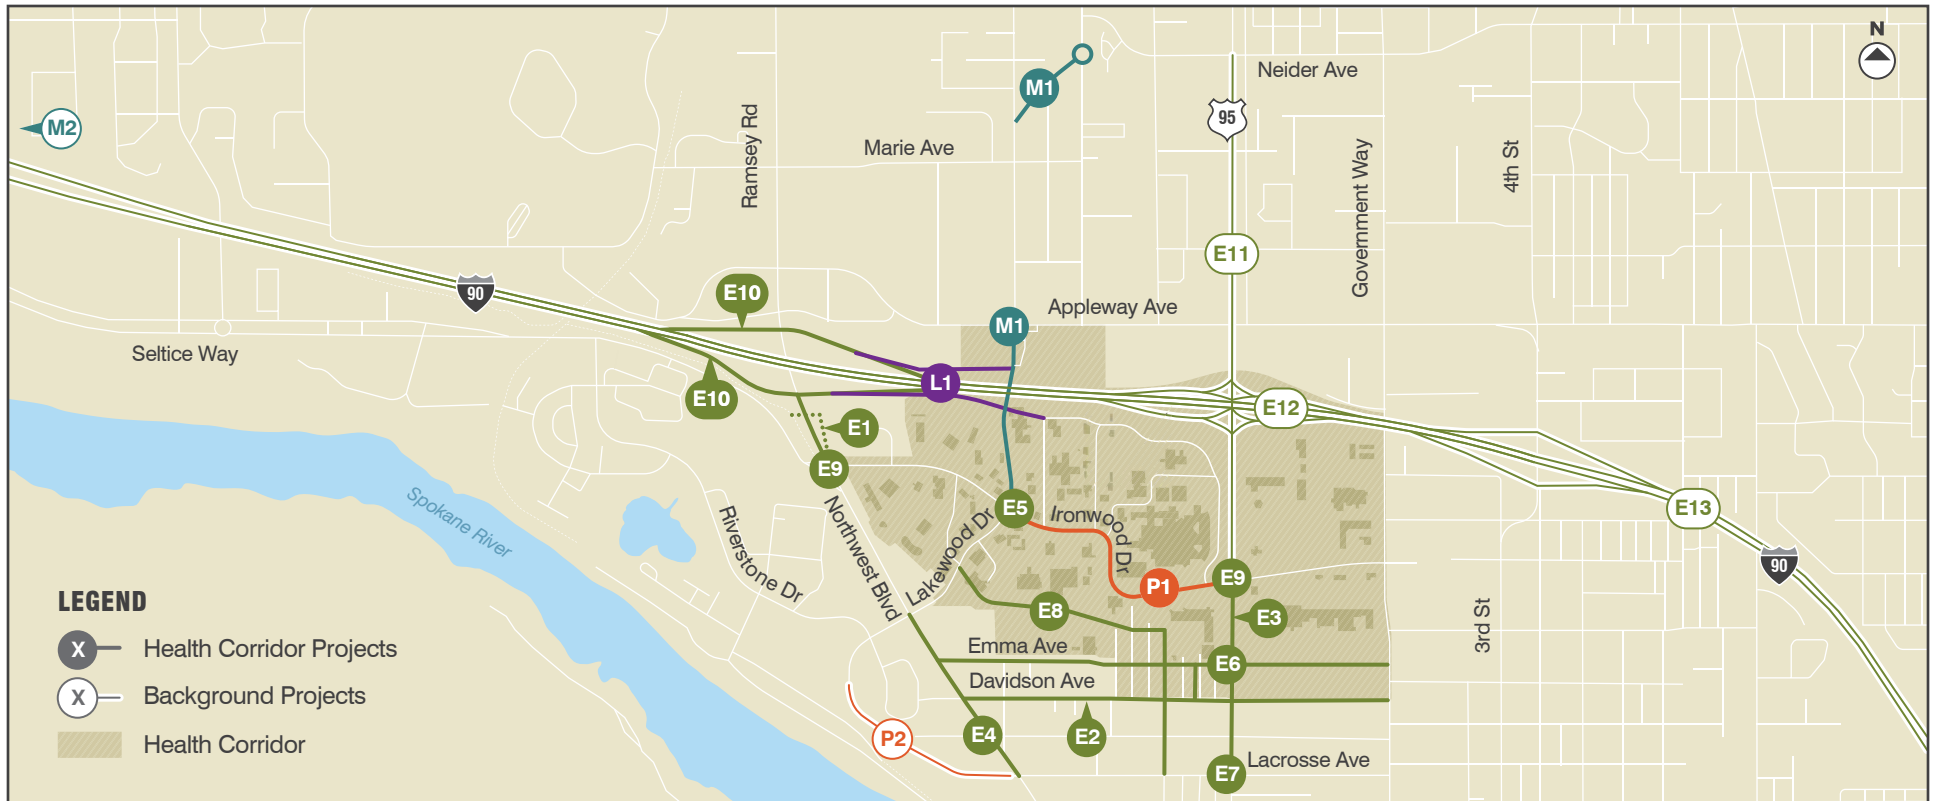 N
Neider Ave
M1
M2
95
Ramsey Rd
Marie Ave
Government Way
4th St
E11
90
E10
Appleway Ave
M1
Seltice Way
L1
E10
E12
E1
E9
Spokane River
E5
Ironwood Dr
E13
Riverstone Dr
Northwest Blvd
Lakewood Dr
90
P1
E9
E8
E3
3rd St
Emma Ave
E6
Davidson Ave
P2
E4
E2
Lacrosse Ave
E7
LEGEND
X Health Corridor Projects
X Background Projects
Health Corridor